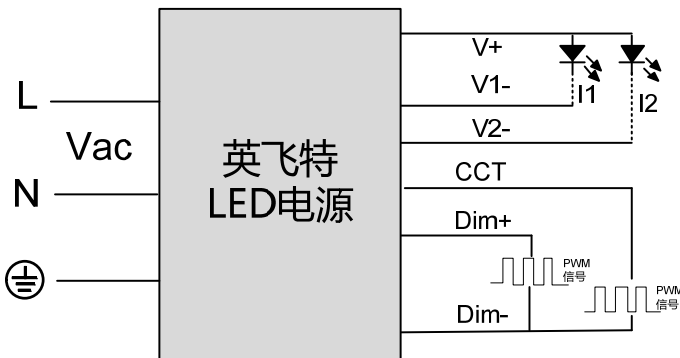 L
Vac
N
英飞特
LED电源
V+
V1-
I1
I2
V2-
CCT
Dim+
PWM
信号
PWM
信号
Dim-